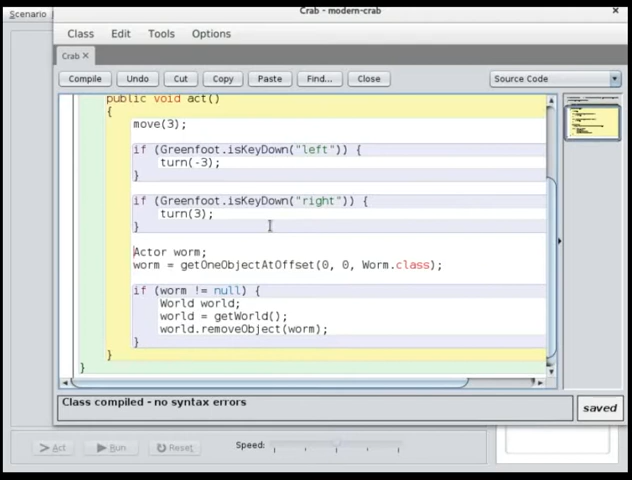 Scenario
Crab - modern-crab
Class Edit Tools Options
Crab
Compile Undo Cut Copy Paste Find... Close Source Code
public void act()
{
move(3);
if (Greenfoot.isKeyDown("left")) {
turn(-3);
}
if (Greenfoot.isKeyDown("right")) {
turn(3);
}
Actor worm;
worm = getOneObjectAtOffset(0, 0, Worm.class);
if (worm != null) {
World world;
world = getWorld();
world.removeObject(worm);
}
}
}
Class compiled - no syntax errors
saved
Act Run Reset Speed: